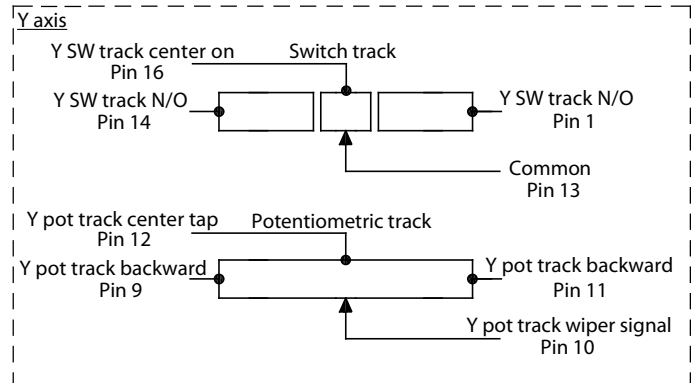 Y axis
Y SW track center on
Pin 16
Switch track
Y SW track N/O
Pin 14
Y SW track N/O
Pin 1
Common
Pin 13
Y pot track center tap
Pin 12
Potentiometric track
Y pot track backward
Pin 9
Y pot track backward
Pin 11
Y pot track wiper signal
Pin 10